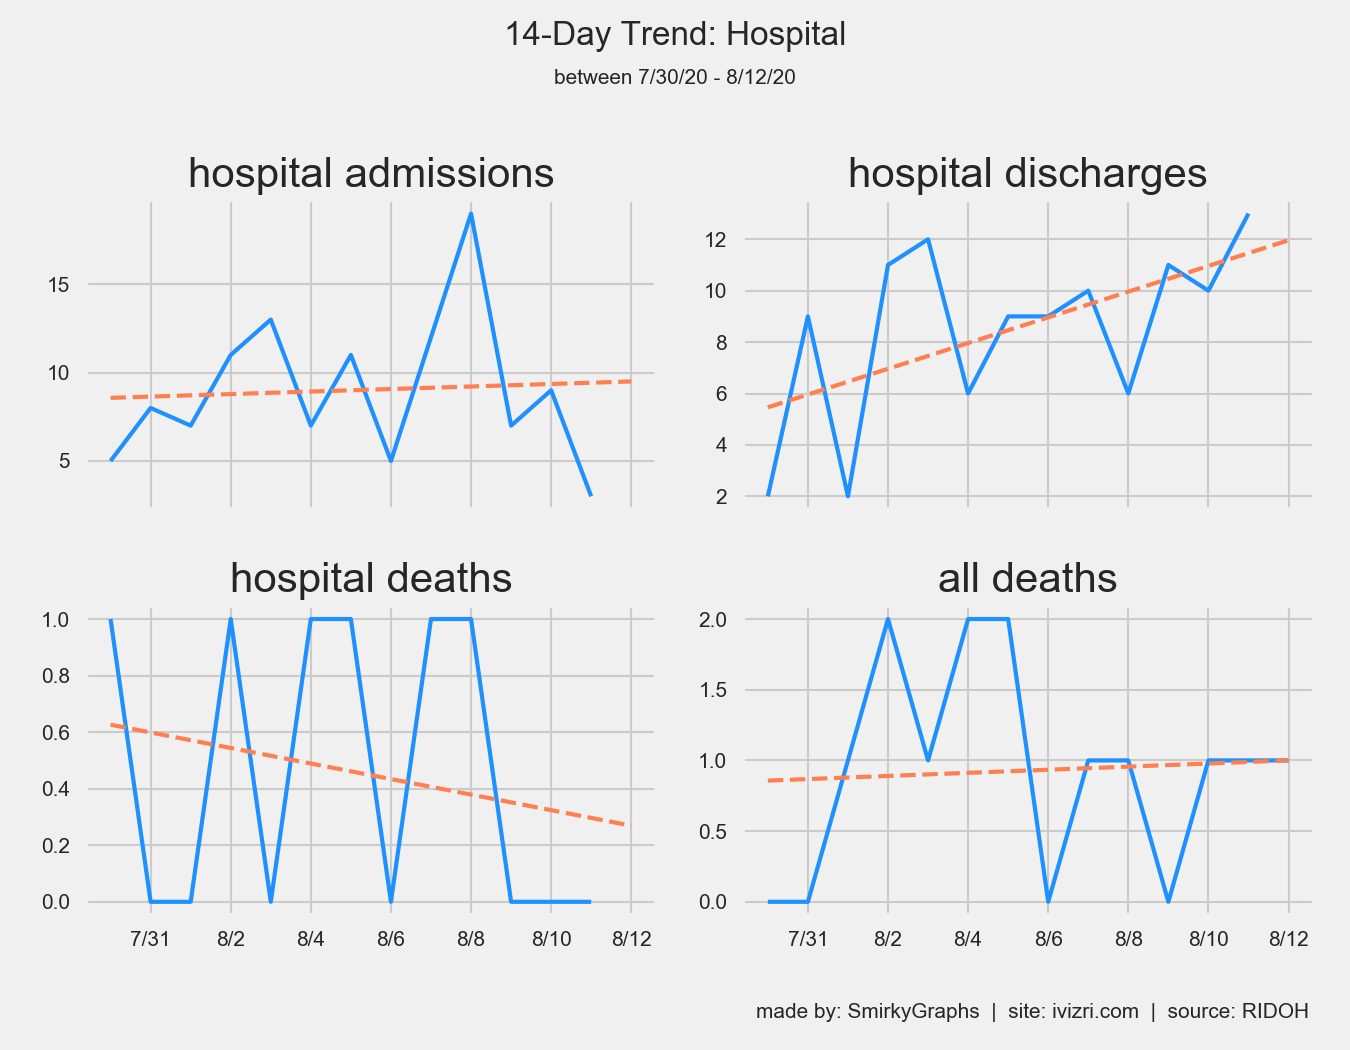 14-Day Trend: Hospital
between 7/30/20 - 8/12/20
hospital admissions
15
10
5
hospital discharges
12
10
8
6
4
2
hospital deaths
1.0
0.8
0.6
0.4
0.2
0.0
7/31 8/2 8/4 8/6 8/8 8/10 8/12
all deaths
2.0
1.5
1.0
0.5
0.0
7/31 8/2 8/4 8/6 8/8 8/10 8/12
made by: SmirkyGraphs | site: ivizri.com | source: RIDOH